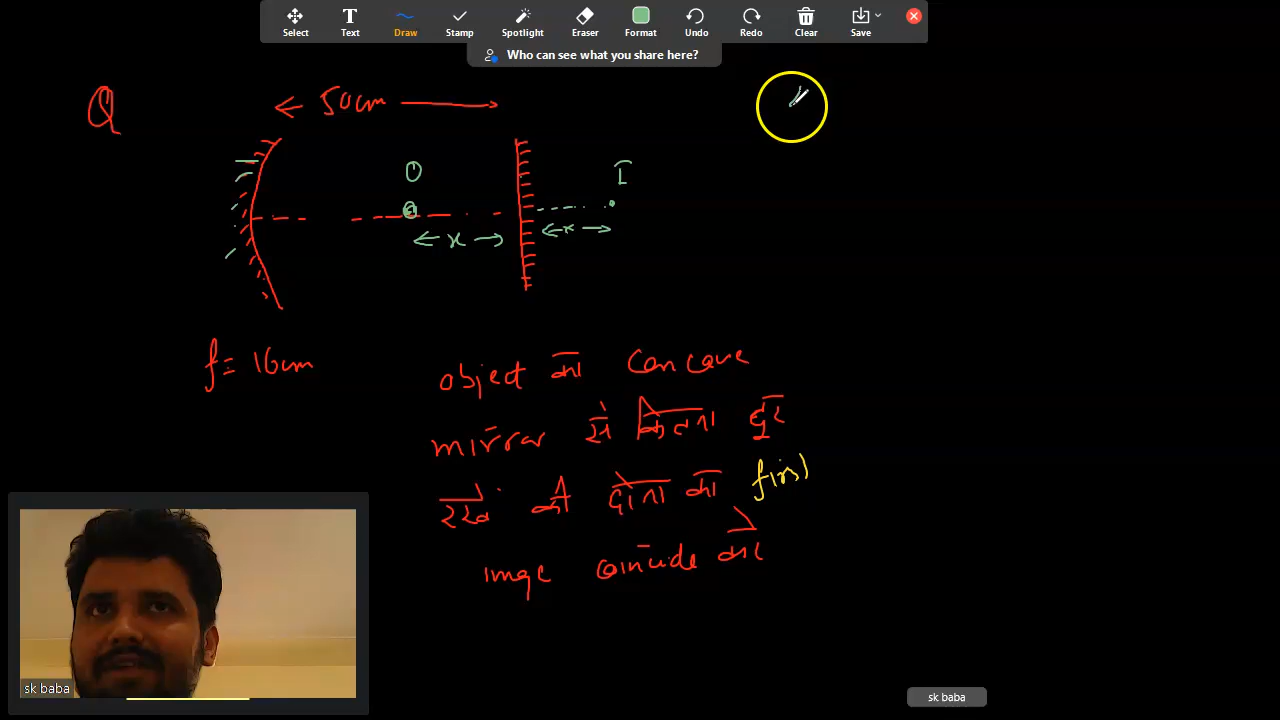 Select Text Draw Stamp Spotlight Eraser Format Undo Redo Clear Save
Who can see what you share here?
Q
50cm
O
I
x
x
f = 16cm
object को concave
mirror से कितना दूर
रखे की दोनो का first
image coincide करे
sk baba
sk baba